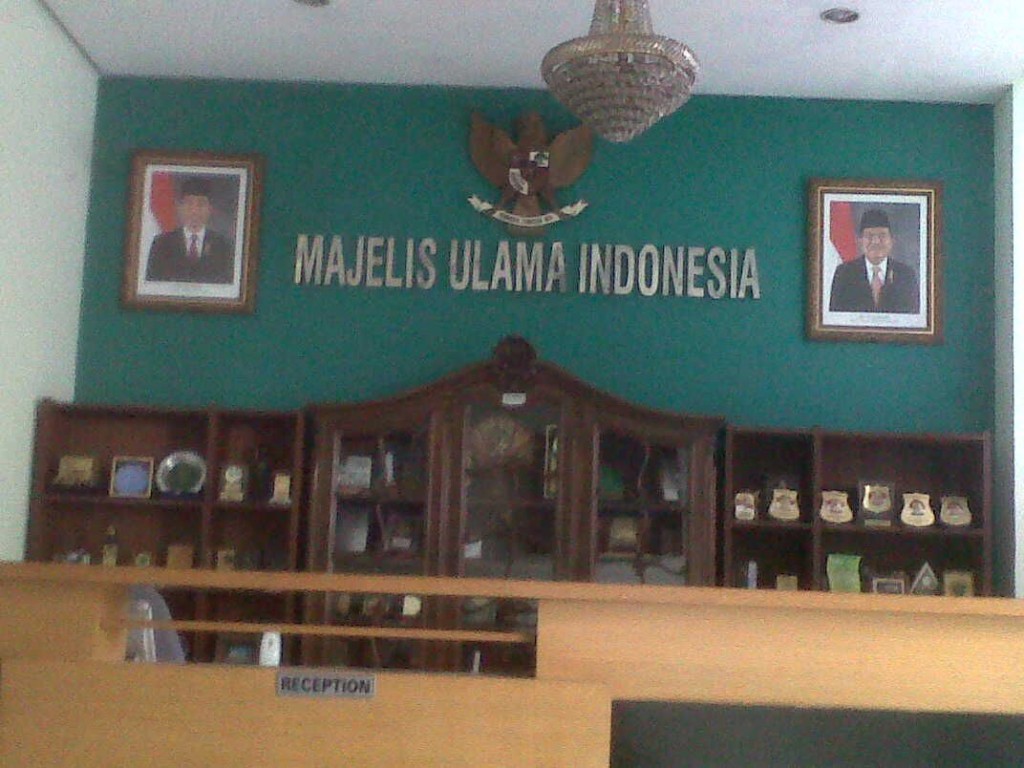 MAJELIS ULAMA INDONESIA
RECEPTION